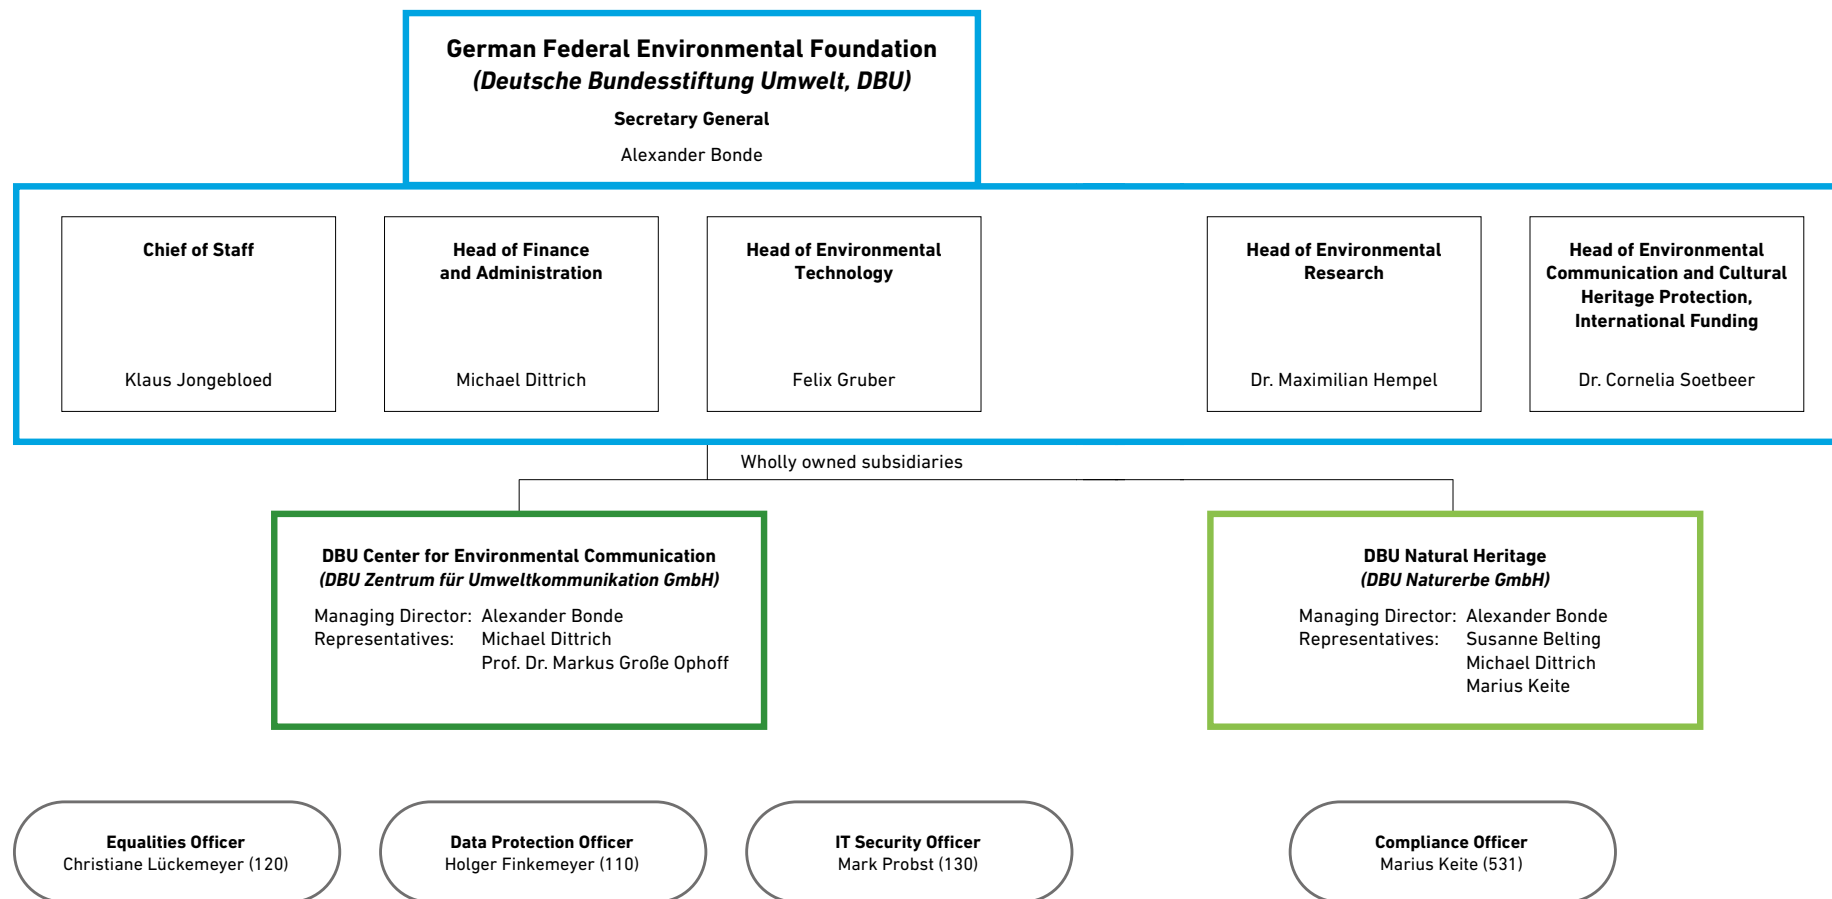 German Federal Environmental Foundation
(Deutsche Bundesstiftung Umwelt, DBU)
Secretary General
Alexander Bonde
Chief of Staff
Klaus Jongebloed
Head of Finance
and Administration
Michael Dittrich
Head of Environmental
Technology
Felix Gruber
Head of Environmental
Research
Dr. Maximilian Hempel
Head of Environmental
Communication and Cultural
Heritage Protection,
International Funding
Dr. Cornelia Soetbeer
Wholly owned subsidiaries
DBU Center for Environmental Communication
(DBU Zentrum für Umweltkommunikation GmbH)
Managing Director: Alexander Bonde
Representatives: Michael Dittrich
Prof. Dr. Markus Große Ophoff
DBU Natural Heritage
(DBU Naturerbe GmbH)
Managing Director: Alexander Bonde
Representatives: Susanne Belting
Michael Dittrich
Marius Keite
Equalities Officer
Christiane Lückemeyer (120)
Data Protection Officer
Holger Finkemeyer (110)
IT Security Officer
Mark Probst (130)
Compliance Officer
Marius Keite (531)